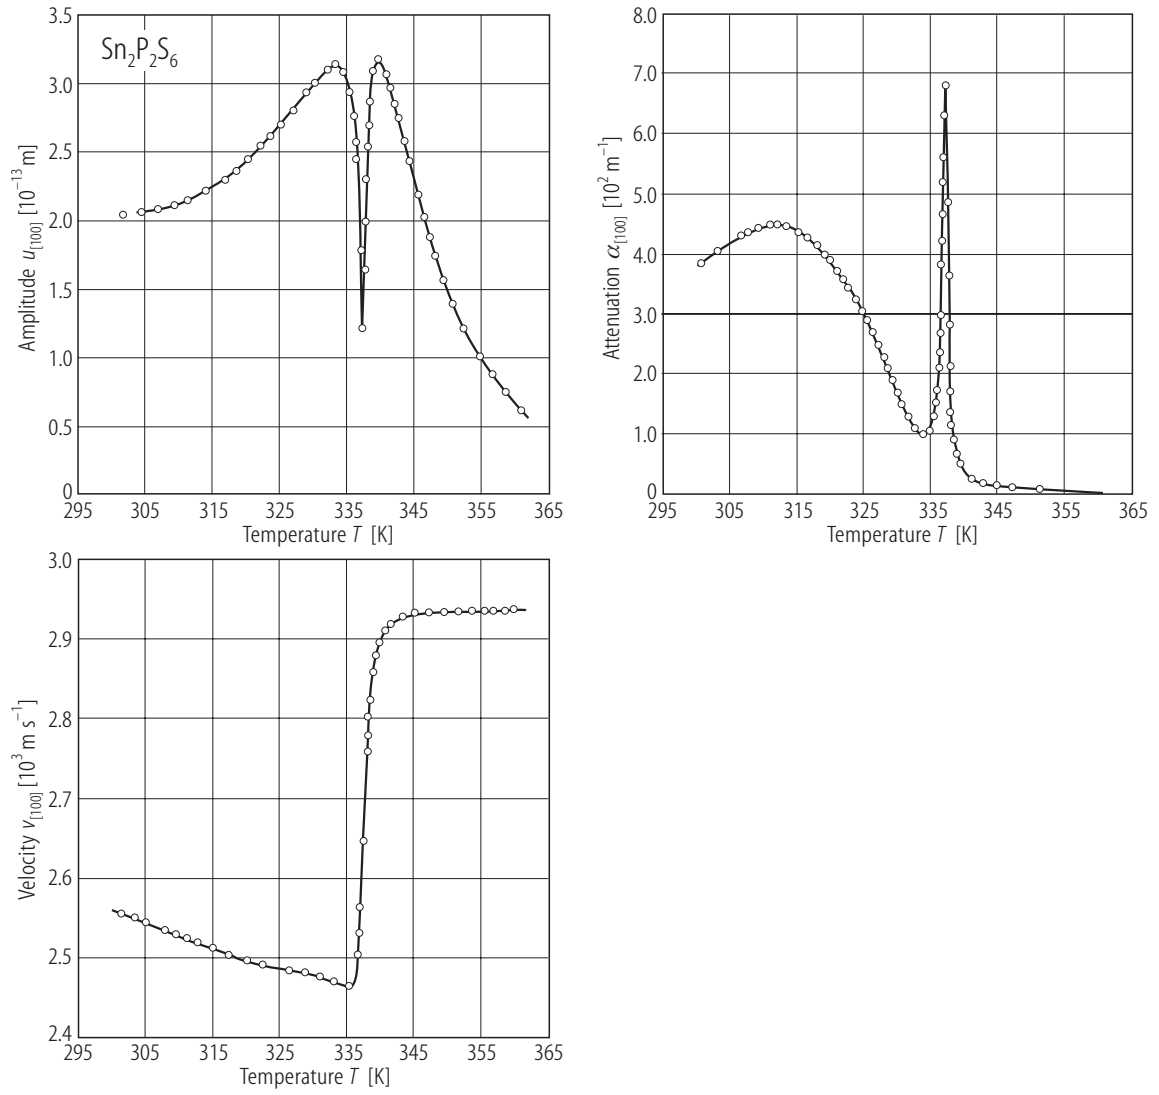 Sn₂P₂S₆
Amplitude u[100] [10⁻¹³ m]
3.5
3.0
2.5
2.0
1.5
1.0
0.5
0
295 305 315 325 335 345 355 365
Temperature T [K]
Attenuation α[100] [10² m⁻¹]
8.0
7.0
6.0
5.0
4.0
3.0
2.0
1.0
0
295 305 315 325 335 345 355 365
Temperature T [K]
Velocity v[100] [10³ m s⁻¹]
3.0
2.9
2.8
2.7
2.6
2.5
2.4
295 305 315 325 335 345 355 365
Temperature T [K]